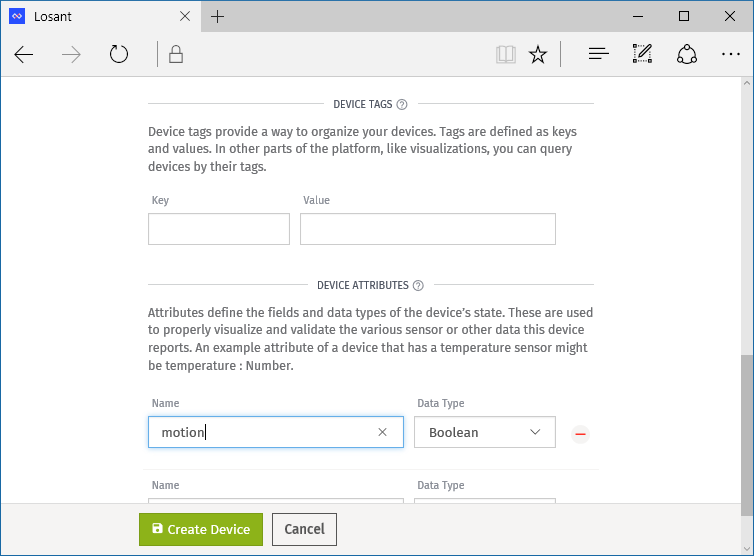 Losant
DEVICE TAGS
Device tags provide a way to organize your devices. Tags are defined as keys
and values. In other parts of the platform, like visualizations, you can query
devices by their tags.
Key Value
DEVICE ATTRIBUTES
Attributes define the fields and data types of the device's state. These are used
to properly visualize and validate the various sensor or other data this device
reports. An example attribute of a device that has a temperature sensor might
be temperature : Number.
Name Data Type
motion Boolean
Name Data Type
Create Device Cancel